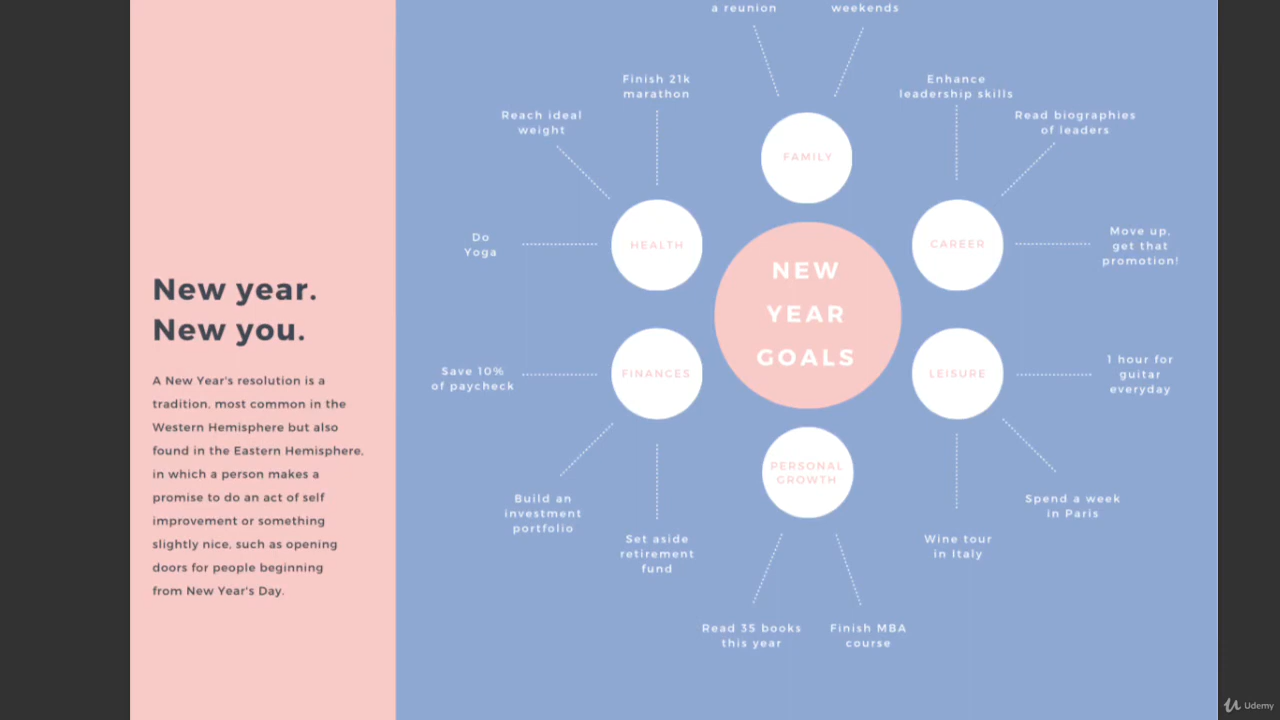 New year.
New you.
A New Year's resolution is a
tradition, most common in the
Western Hemisphere but also
found in the Eastern Hemisphere,
in which a person makes a
promise to do an act of self
improvement or something
slightly nice, such as opening
doors for people beginning
from New Year's Day.
a reunion
weekends
FAMILY
Finish 21k
marathon
Reach ideal
weight
Do
Yoga
HEALTH
Enhance
leadership skills
Read biographies
of leaders
Move up,
get that
promotion!
CAREER
NEW
YEAR
GOALS
Save 10%
of paycheck
FINANCES
Build an
investment
portfolio
Set aside
retirement
fund
LEISURE
1 hour for
guitar
everyday
Spend a week
in Paris
Wine tour
in Italy
PERSONAL
GROWTH
Read 35 books
this year
Finish MBA
course
Udemy